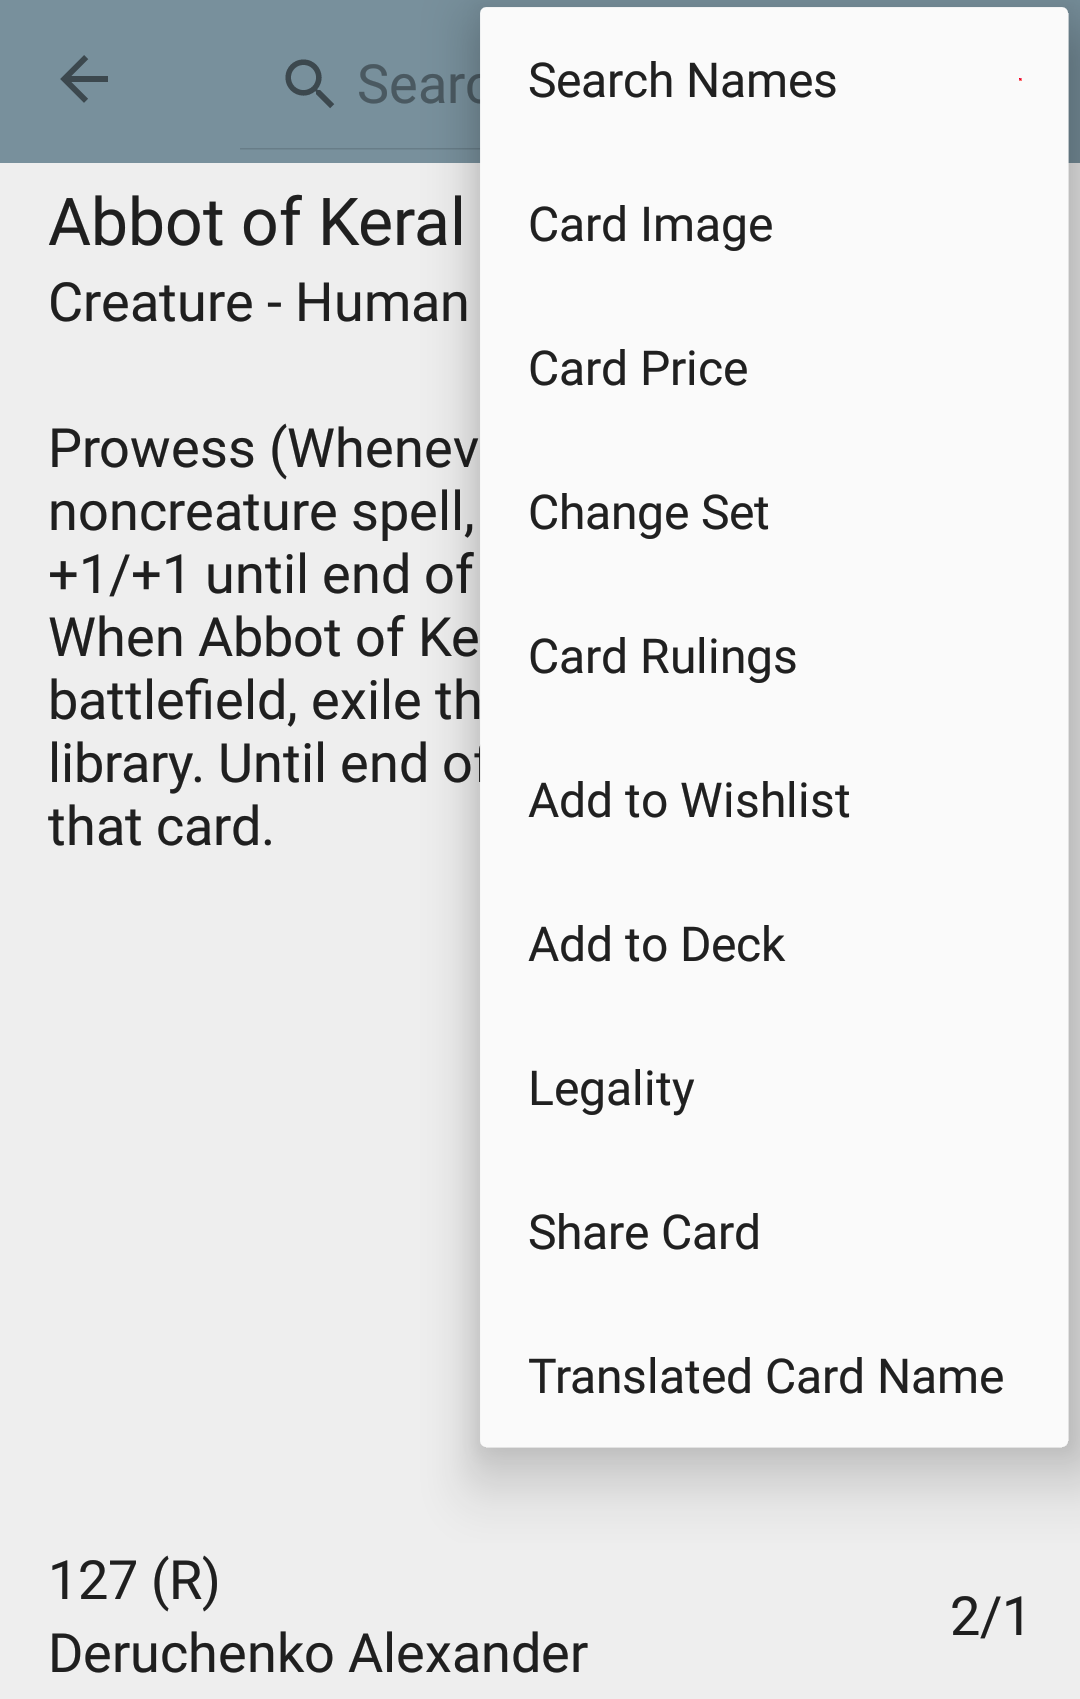 Searc
Search Names
Card Image
Card Price
Change Set
Card Rulings
Add to Wishlist
Add to Deck
Legality
Share Card
Translated Card Name
Abbot of Keral
Creature - Human
Prowess (Whenev
noncreature spell,
+1/+1 until end of
When Abbot of Ke
battlefield, exile th
library. Until end of
that card.
127 (R)
2/1
Deruchenko Alexander